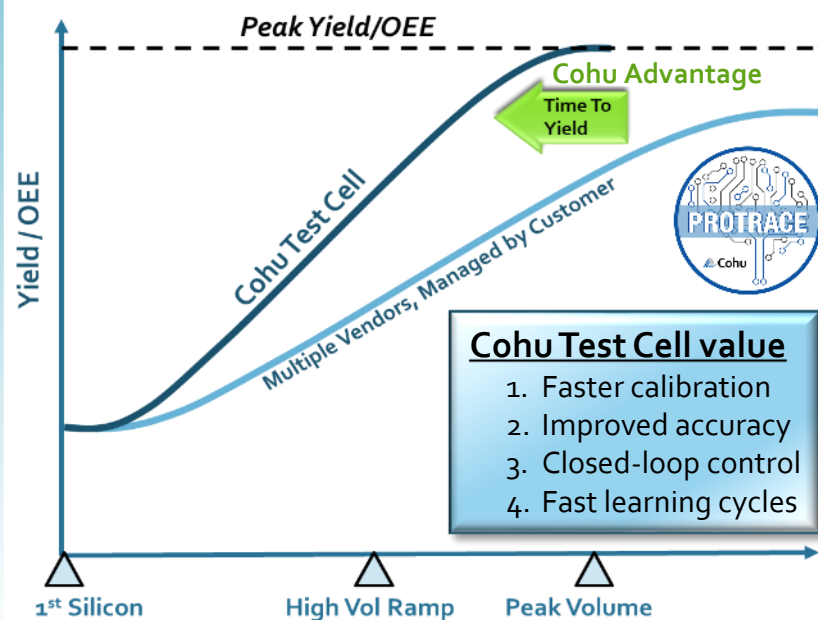 Peak Yield/OEE
Cohu Advantage
Time To
Yield
Yield / OEE
Cohu Test Cell
Multiple Vendors, Managed by Customer
PROTRACE
Cohu
Cohu Test Cell value
1. Faster calibration
2. Improved accuracy
3. Closed-loop control
4. Fast learning cycles
1st Silicon
High Vol Ramp
Peak Volume